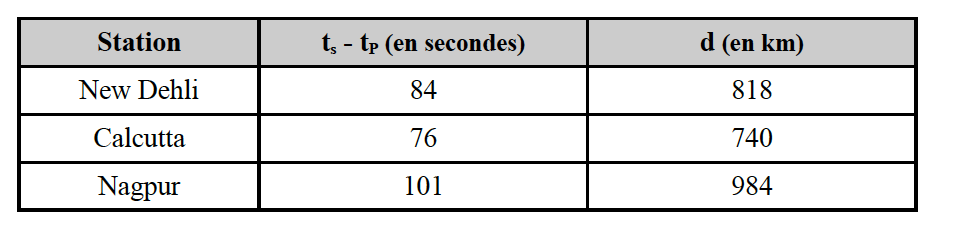 Station tₛ - tₚ (en secondes) d (en km)
New Dehli 84 818
Calcutta 76 740
Nagpur 101 984